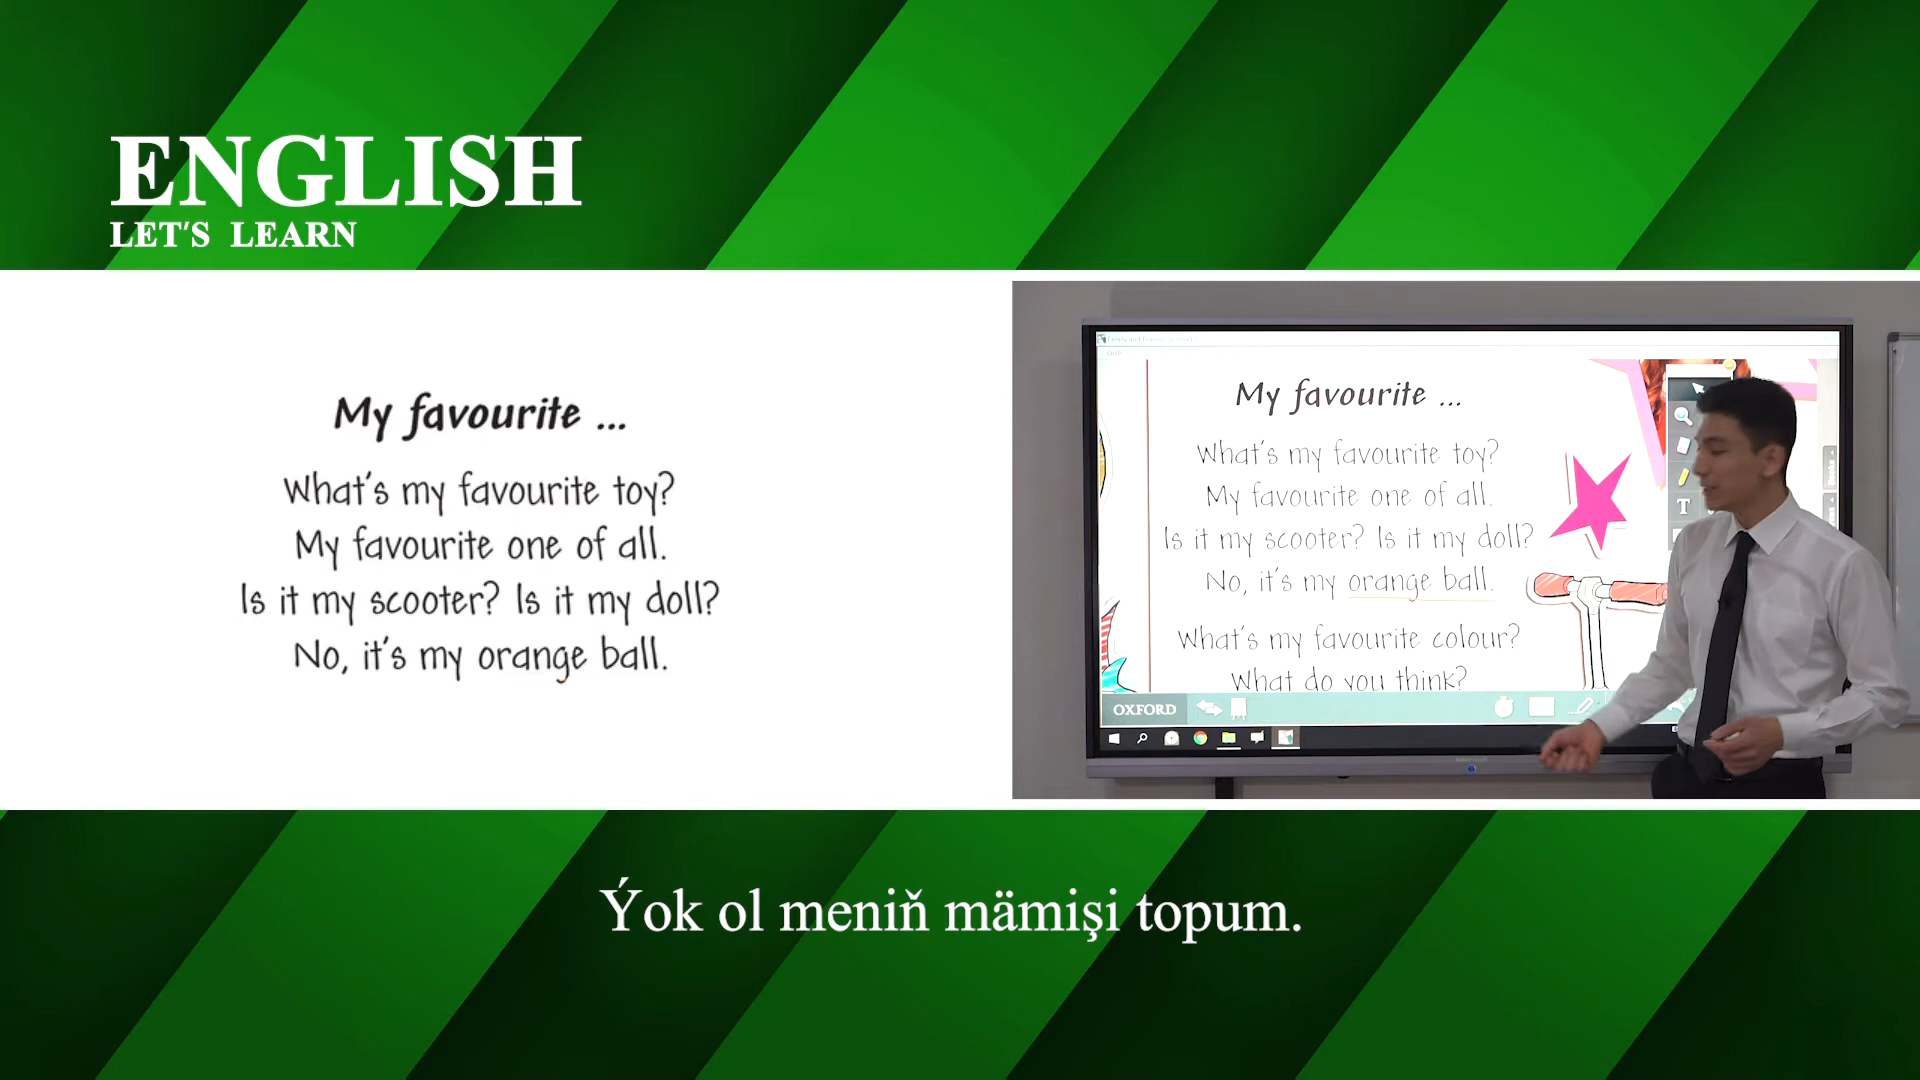 ENGLISH
LET'S LEARN
My favourite ...
What's my favourite toy?
My favourite one of all.
Is it my scooter? Is it my doll?
No, it's my orange ball.
My favourite ...
What's my favourite toy?
My favourite one of all.
Is it my scooter? Is it my doll?
No, it's my orange ball.
What's my favourite colour?
What do you think?
OXFORD
T
Ýok ol meniň mämişi topum.